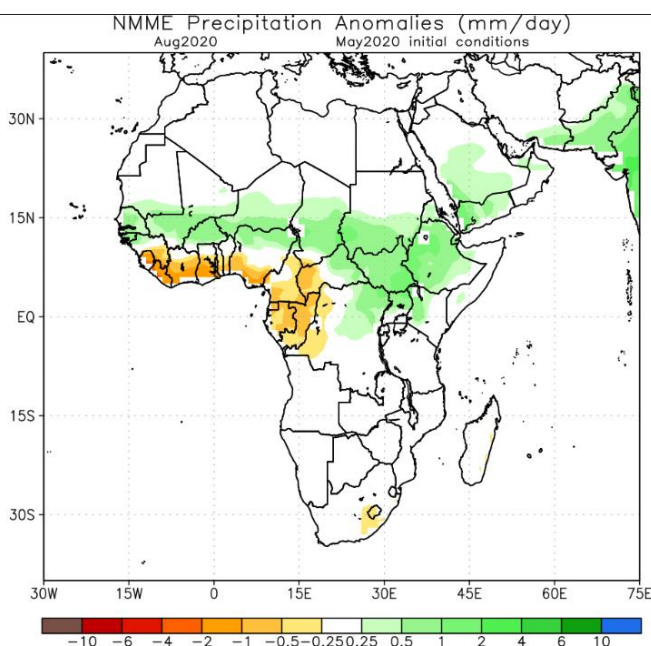 NMME Precipitation Anomalies (mm/day)
Aug2020 May2020 initial conditions
30N
15N
EQ
15S
30S
30W 15W 0 15E 30E 45E 60E 75E
-10 -6 -4 -2 -1 -0.5-0.250.25 0.5 1 2 4 6 10